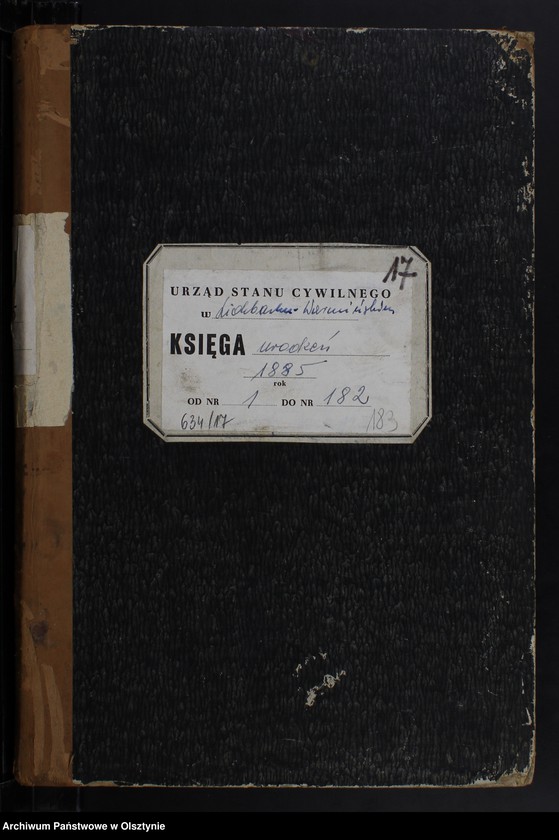 17
URZĄD STANU CYWILNEGO
w Lidzbarku-Warmińskim
KSIĘGA urodzeń
1885
rok
OD NR 1 DO NR 182
634/17 183
Archiwum Państwowe w Olsztynie